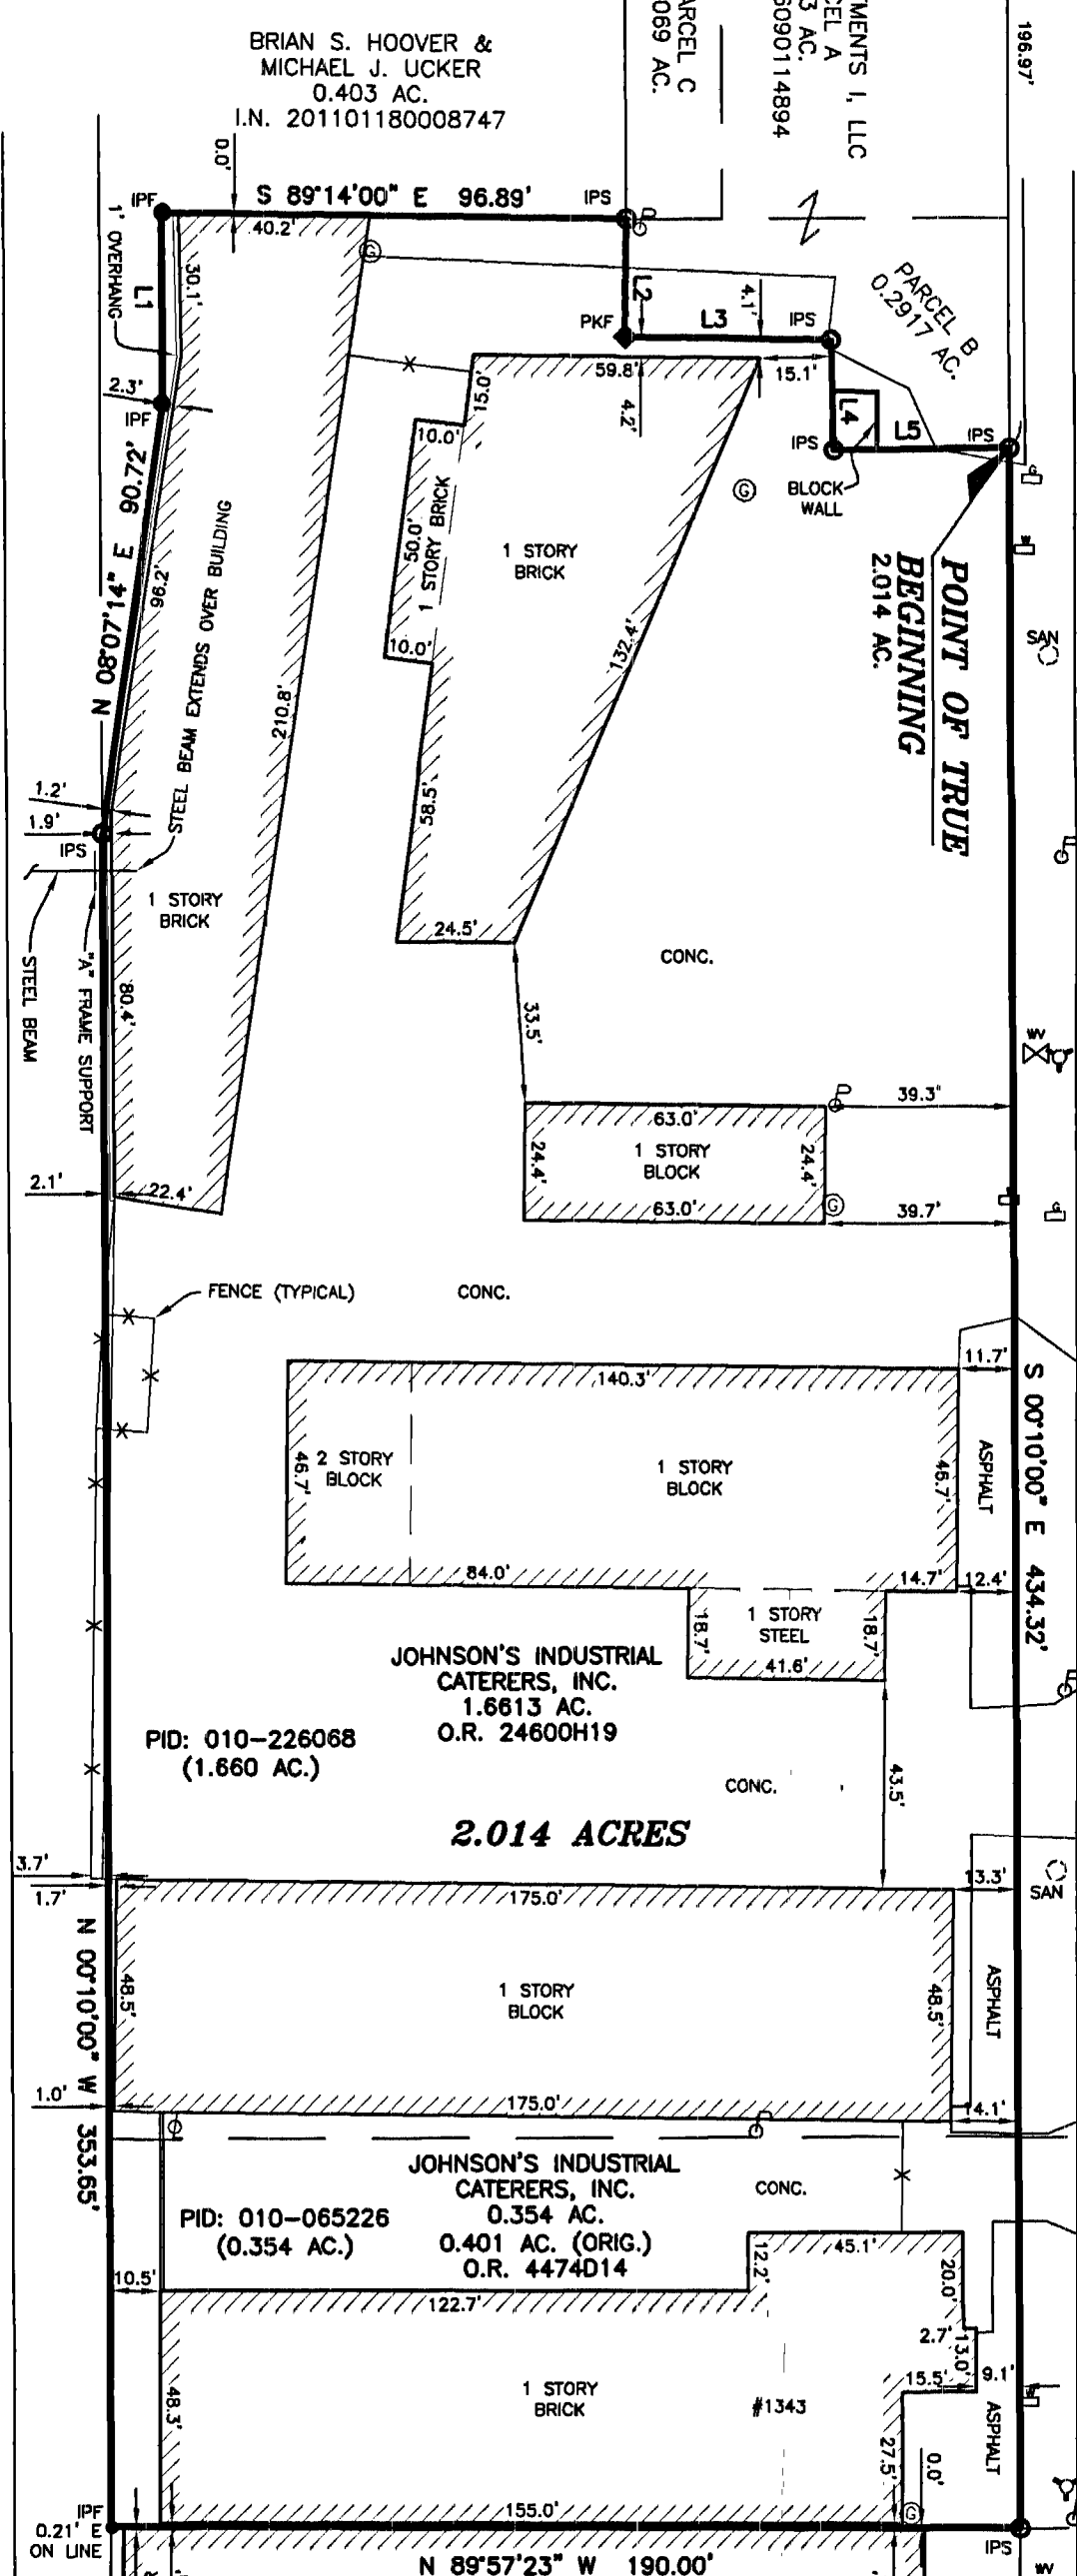 BRIAN S. HOOVER &
MICHAEL J. UCKER
0.403 AC.
I.N. 201101180008747
ARCEL C
069 AC.
MENTS I, LLC
CEL A
3 AC.
6090114894
196.97'
0.0'
IPF
S 89°14'00" E 96.89'
IPS
40.2'
1' OVERHANG
L1
30.1'
G
L2
4.1'
L3
IPS
PKF
PARCEL B
0.2917 AC.
59.8'
15.1'
2.3'
IPF
15.0'
4.2'
L4
L5
IPS
IPS
10.0'
G
BLOCK
WALL
G
W
N 08°07'14" E 90.72'
96.2'
STEEL BEAM EXTENDS OVER BUILDING
50.0'
1 STORY BRICK
1 STORY
BRICK
POINT OF TRUE
BEGINNING
2.014 AC.
SAN
10.0'
132.4'
210.8'
58.5'
1.2'
1.9'
IPS
1 STORY
BRICK
24.5'
CONC.
STEEL BEAM
"A" FRAME SUPPORT
80.4'
33.5'
WV
39.3'
63.0'
1 STORY
BLOCK
24.4'
24.4'
2.1'
22.4'
63.0'
G
39.7'
G
FENCE (TYPICAL)
CONC.
11.7'
140.3'
S 00°10'00" E 434.32'
2 STORY
BLOCK
46.7'
1 STORY
BLOCK
46.7'
ASPHALT
84.0'
14.7'
12.4'
18.7'
1 STORY
STEEL
18.7'
41.6'
JOHNSON'S INDUSTRIAL
CATERERS, INC.
1.6613 AC.
O.R. 24600H19
PID: 010-226068
(1.660 AC.)
CONC.
43.5'
2.014 ACRES
3.7'
1.7'
175.0'
13.3'
SAN
N 00°10'00" W 353.65'
48.5'
1 STORY
BLOCK
48.5'
ASPHALT
1.0'
175.0'
14.1'
JOHNSON'S INDUSTRIAL
CATERERS, INC.
0.354 AC.
0.401 AC. (ORIG.)
O.R. 4474D14
PID: 010-065226
(0.354 AC.)
CONC.
10.5'
122.7'
12.2'
45.1'
20.0'
2.7'
13.0'
15.5'
9.1'
ASPHALT
48.3'
1 STORY
BRICK
#1343
27.5'
0.0'
G
IPF
0.21' E
ON LINE
155.0'
IPS
N 89°57'23" W 190.00'
WV